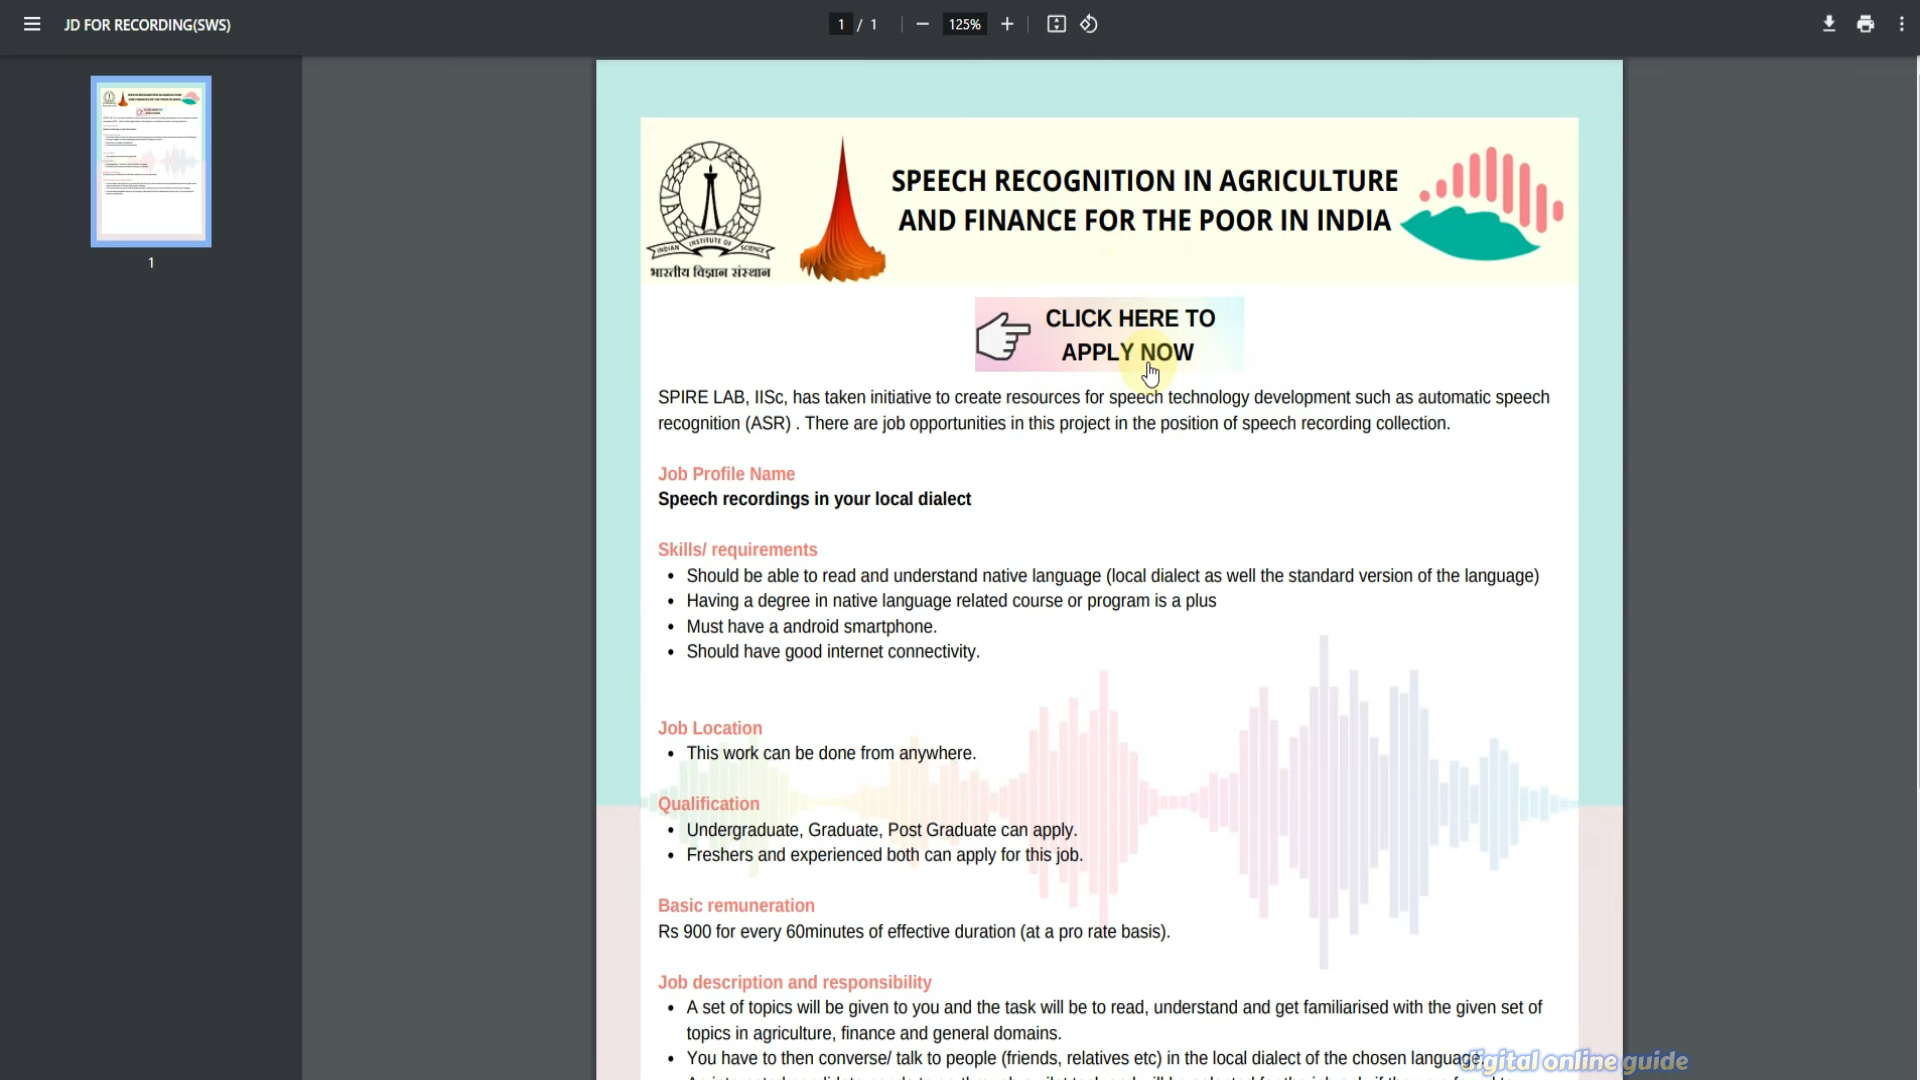 JD FOR RECORDING(SWS)
1 / 1
125%
1
INDIAN INSTITUTE OF SCIENCE
भारतीय विज्ञान संस्थान
SPEECH RECOGNITION IN AGRICULTURE
AND FINANCE FOR THE POOR IN INDIA
CLICK HERE TO
APPLY NOW
SPIRE LAB, IISc, has taken initiative to create resources for speech technology development such as automatic speech
recognition (ASR) . There are job opportunities in this project in the position of speech recording collection.
Job Profile Name
Speech recordings in your local dialect
Skills/ requirements
• Should be able to read and understand native language (local dialect as well the standard version of the language)
• Having a degree in native language related course or program is a plus
• Must have a android smartphone.
• Should have good internet connectivity.
Job Location
• This work can be done from anywhere.
Qualification
• Undergraduate, Graduate, Post Graduate can apply.
• Freshers and experienced both can apply for this job.
Basic remuneration
Rs 900 for every 60minutes of effective duration (at a pro rate basis).
Job description and responsibility
• A set of topics will be given to you and the task will be to read, understand and get familiarised with the given set of
topics in agriculture, finance and general domains.
• You have to then converse/ talk to people (friends, relatives etc) in the local dialect of the chosen language.
digital online guide